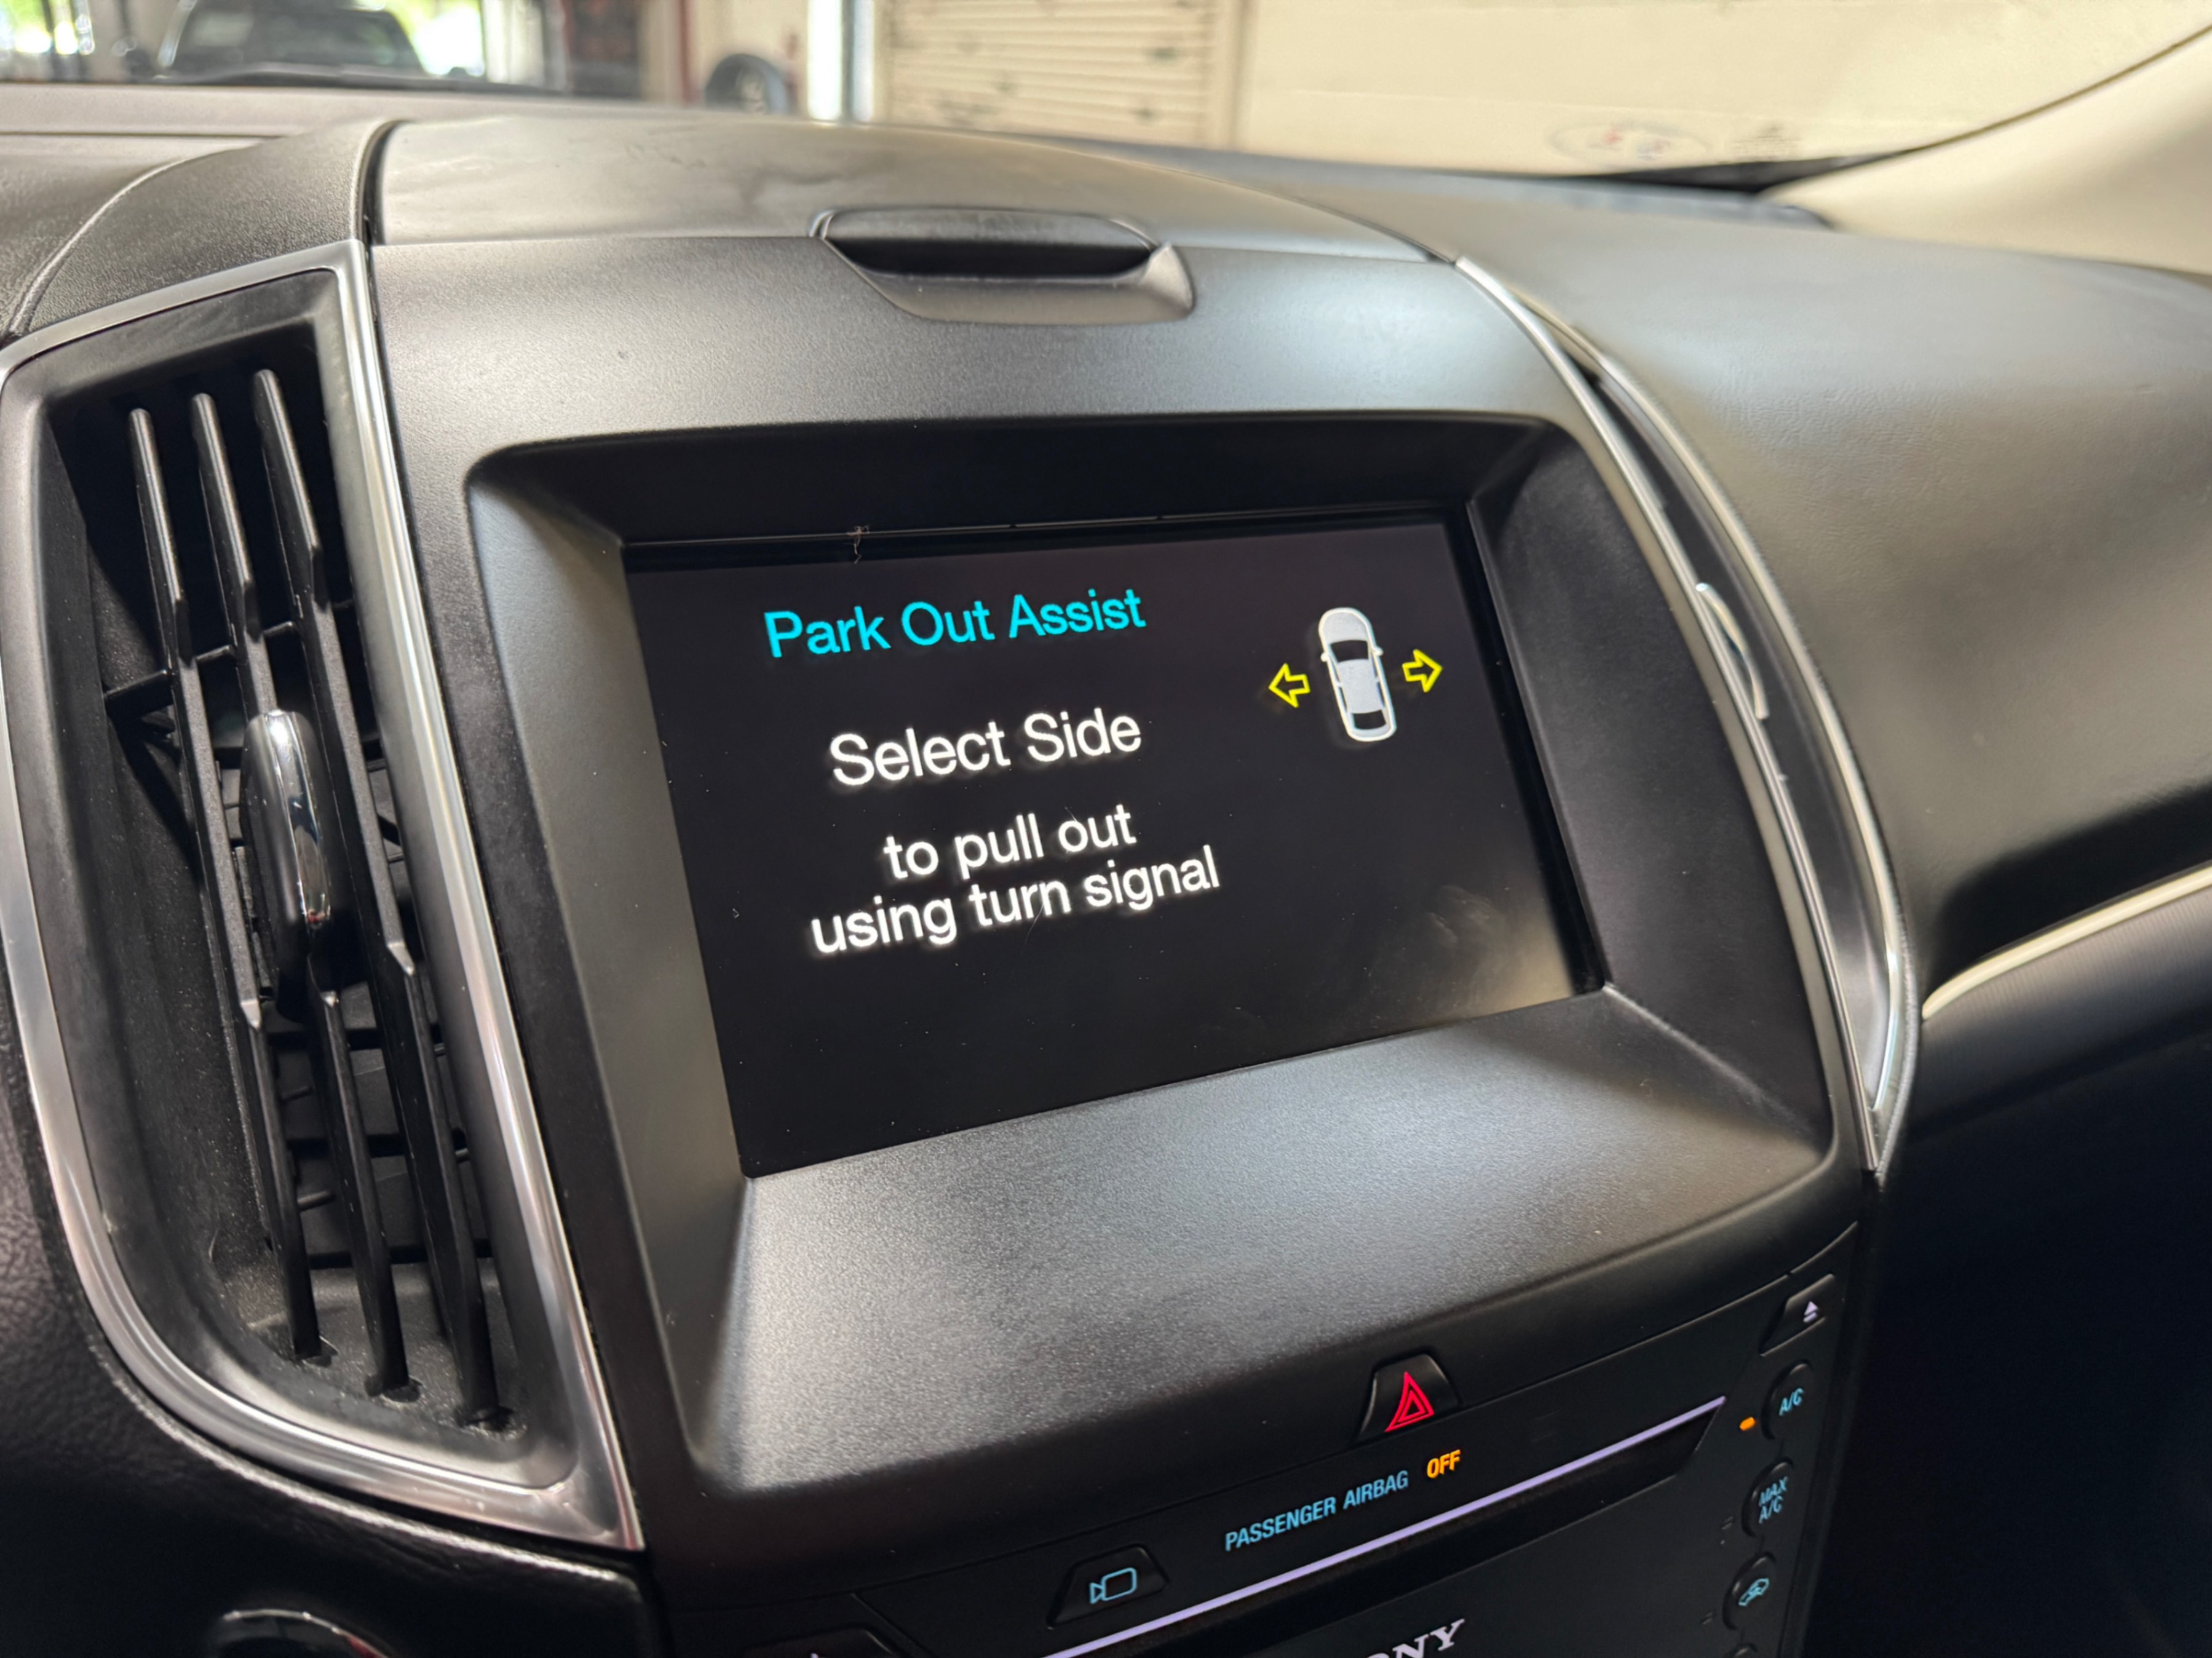 Park Out Assist
Select Side
to pull out
using turn signal
A/C
PASSENGER AIRBAG OFF
MAX
A/C